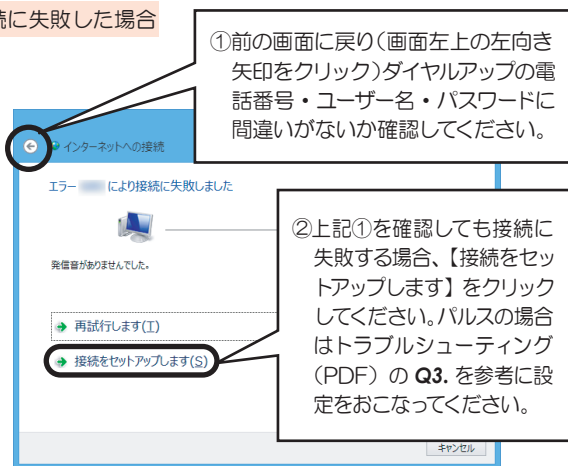 続に失敗した場合
①前の画面に戻り(画面左上の左向き
矢印をクリック)ダイヤルアップの電
話番号・ユーザー名・パスワードに
間違いがないか確認してください。
インターネットへの接続
エラー により接続に失敗しました
発信音がありませんでした。
②上記①を確認しても接続に
失敗する場合、【接続をセッ
トアップします】をクリック
してください。パルスの場合
はトラブルシューティング
(PDF)の Q3. を参考に設
定をおこなってください。
再試行します(T)
接続をセットアップします(S)
キャンセル